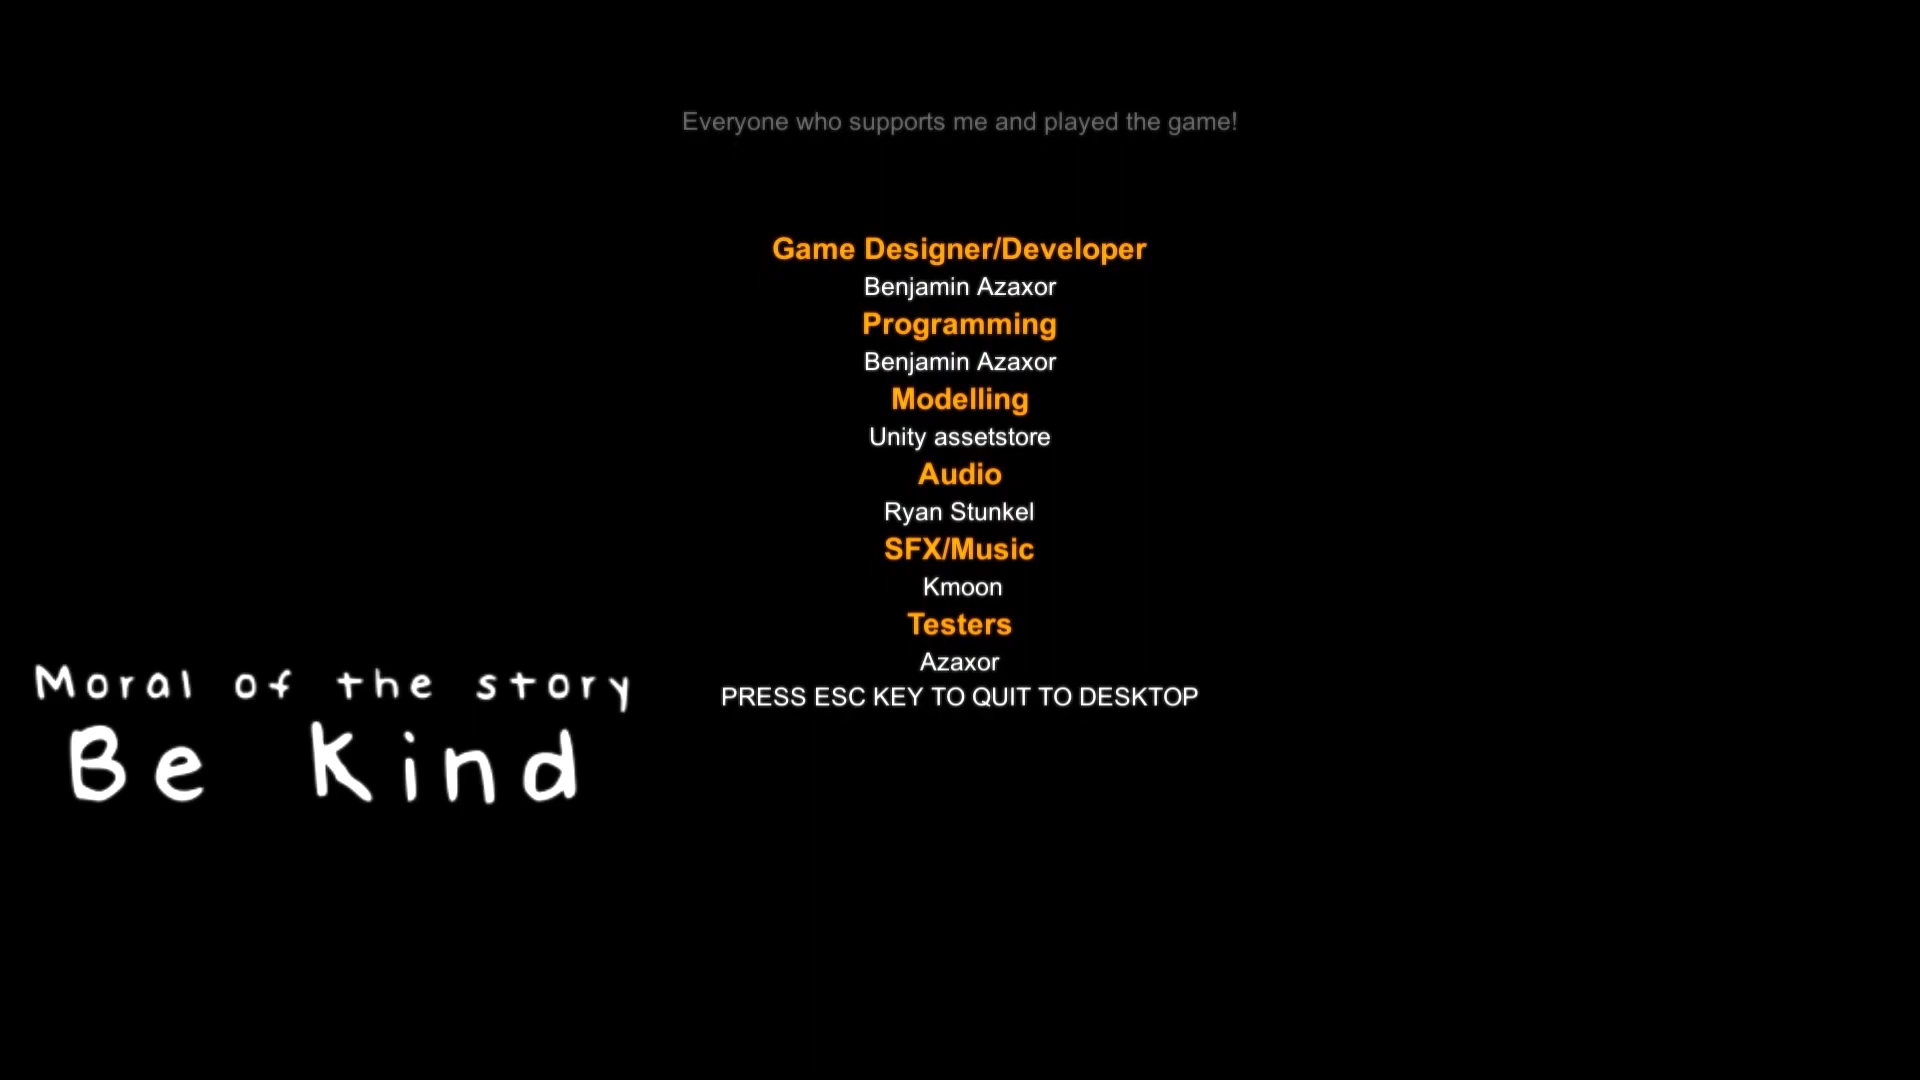 Everyone who supports me and played the game!
Game Designer/Developer
Benjamin Azaxor
Programming
Benjamin Azaxor
Modelling
Unity assetstore
Audio
Ryan Stunkel
SFX/Music
Kmoon
Testers
Azaxor
PRESS ESC KEY TO QUIT TO DESKTOP
Moral of the story
Be Kind